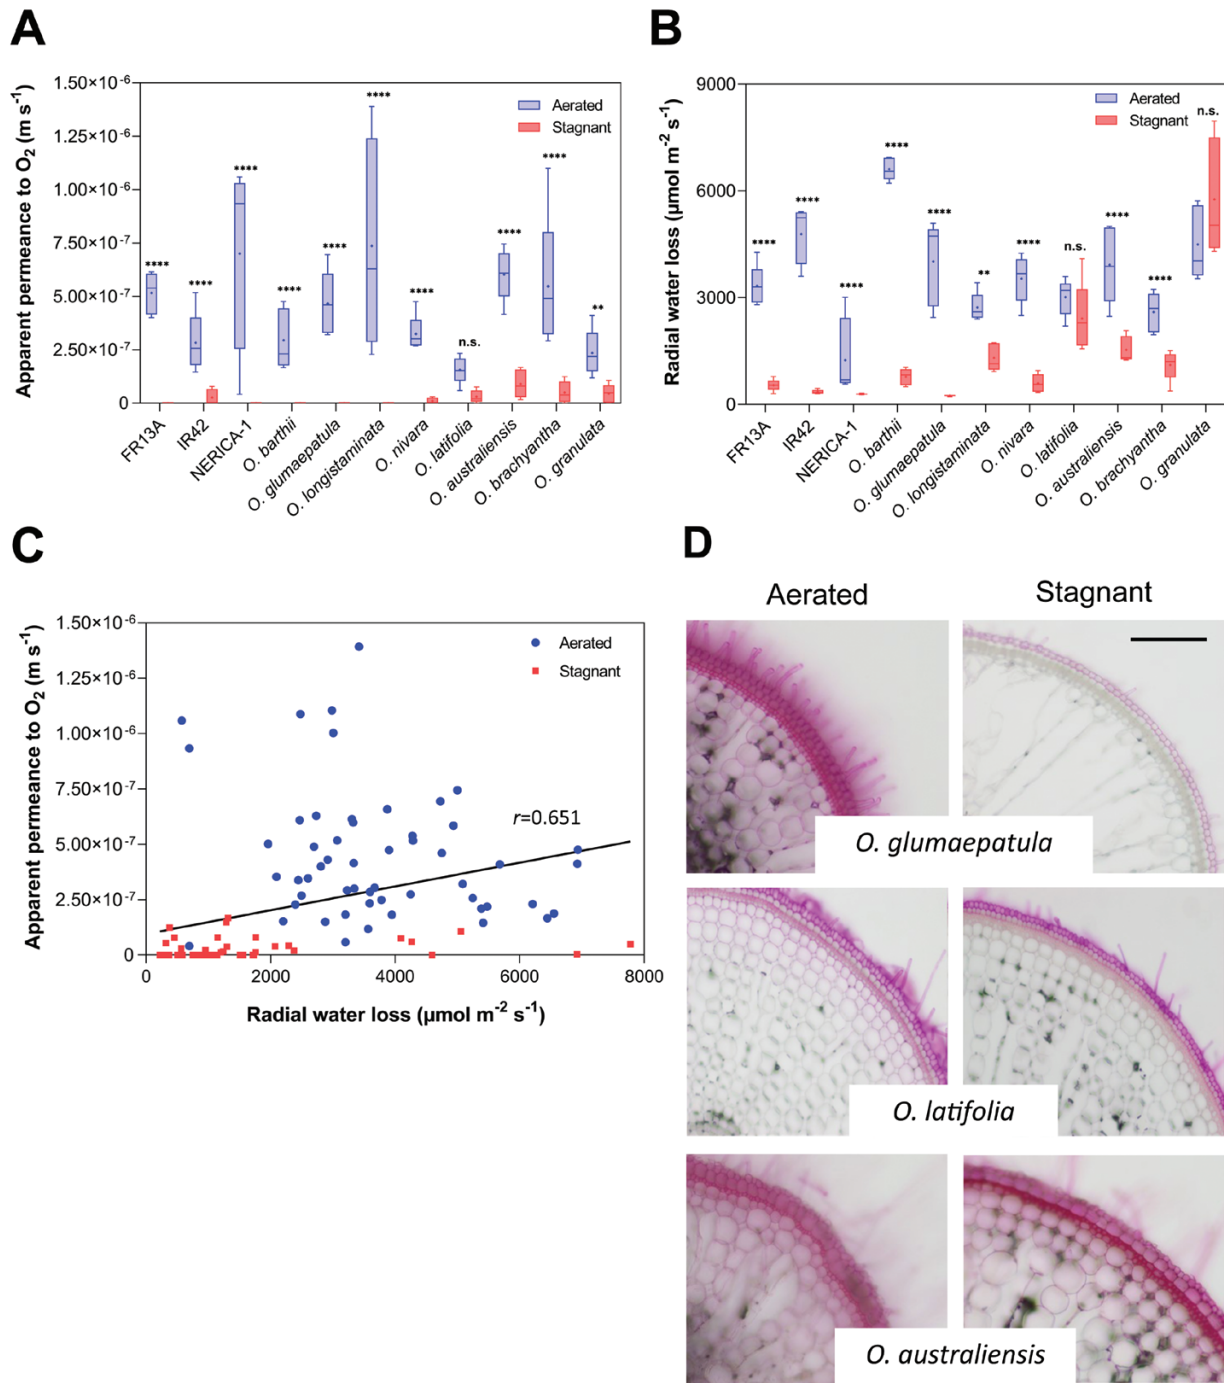 A
Apparent permeance to O2 (m s-1)
1.50×10-6
1.25×10-6
1.00×10-6
7.50×10-7
5.00×10-7
2.50×10-7
0
Aerated
Stagnant
****
****
****
****
****
****
****
n.s.
****
****
**
FR13A
IR42
NERICA-1
O. barthii
O. glumaepatula
O. longistaminata
O. nivara
O. latifolia
O. australiensis
O. brachyantha
O. granulata
B
Radial water loss (µmol m-2 s-1)
9000
6000
3000
0
Aerated
Stagnant
****
****
****
****
****
**
****
n.s.
****
****
n.s.
FR13A
IR42
NERICA-1
O. barthii
O. glumaepatula
O. longistaminata
O. nivara
O. latifolia
O. australiensis
O. brachyantha
O. granulata
C
Apparent permeance to O2 (m s-1)
1.50×10-6
1.25×10-6
1.00×10-6
7.50×10-7
5.00×10-7
2.50×10-7
0
Aerated
Stagnant
r=0.651
0 2000 4000 6000 8000
Radial water loss (µmol m-2 s-1)
D
Aerated Stagnant
O. glumaepatula
O. latifolia
O. australiensis